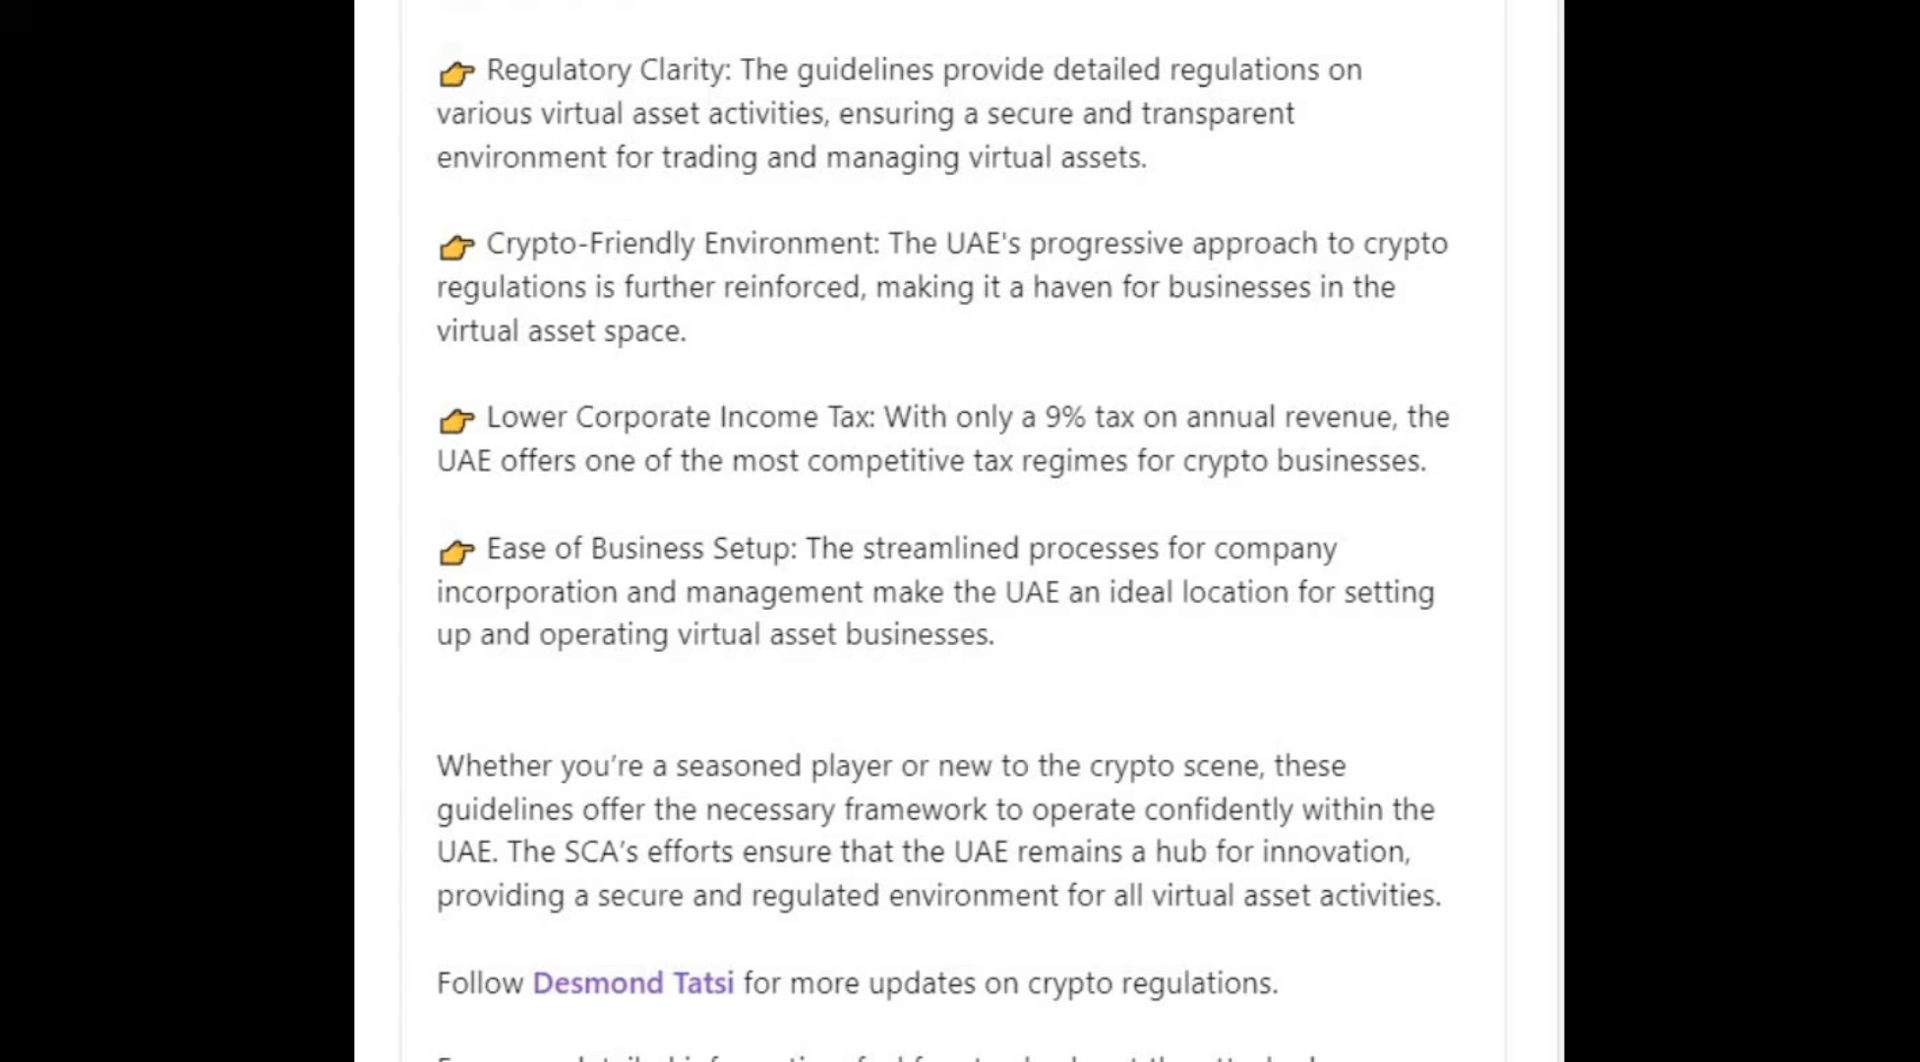 👉 Regulatory Clarity: The guidelines provide detailed regulations on
various virtual asset activities, ensuring a secure and transparent
environment for trading and managing virtual assets.
👉 Crypto-Friendly Environment: The UAE's progressive approach to crypto
regulations is further reinforced, making it a haven for businesses in the
virtual asset space.
👉 Lower Corporate Income Tax: With only a 9% tax on annual revenue, the
UAE offers one of the most competitive tax regimes for crypto businesses.
👉 Ease of Business Setup: The streamlined processes for company
incorporation and management make the UAE an ideal location for setting
up and operating virtual asset businesses.
Whether you’re a seasoned player or new to the crypto scene, these
guidelines offer the necessary framework to operate confidently within the
UAE. The SCA’s efforts ensure that the UAE remains a hub for innovation,
providing a secure and regulated environment for all virtual asset activities.
Follow Desmond Tatsi for more updates on crypto regulations.